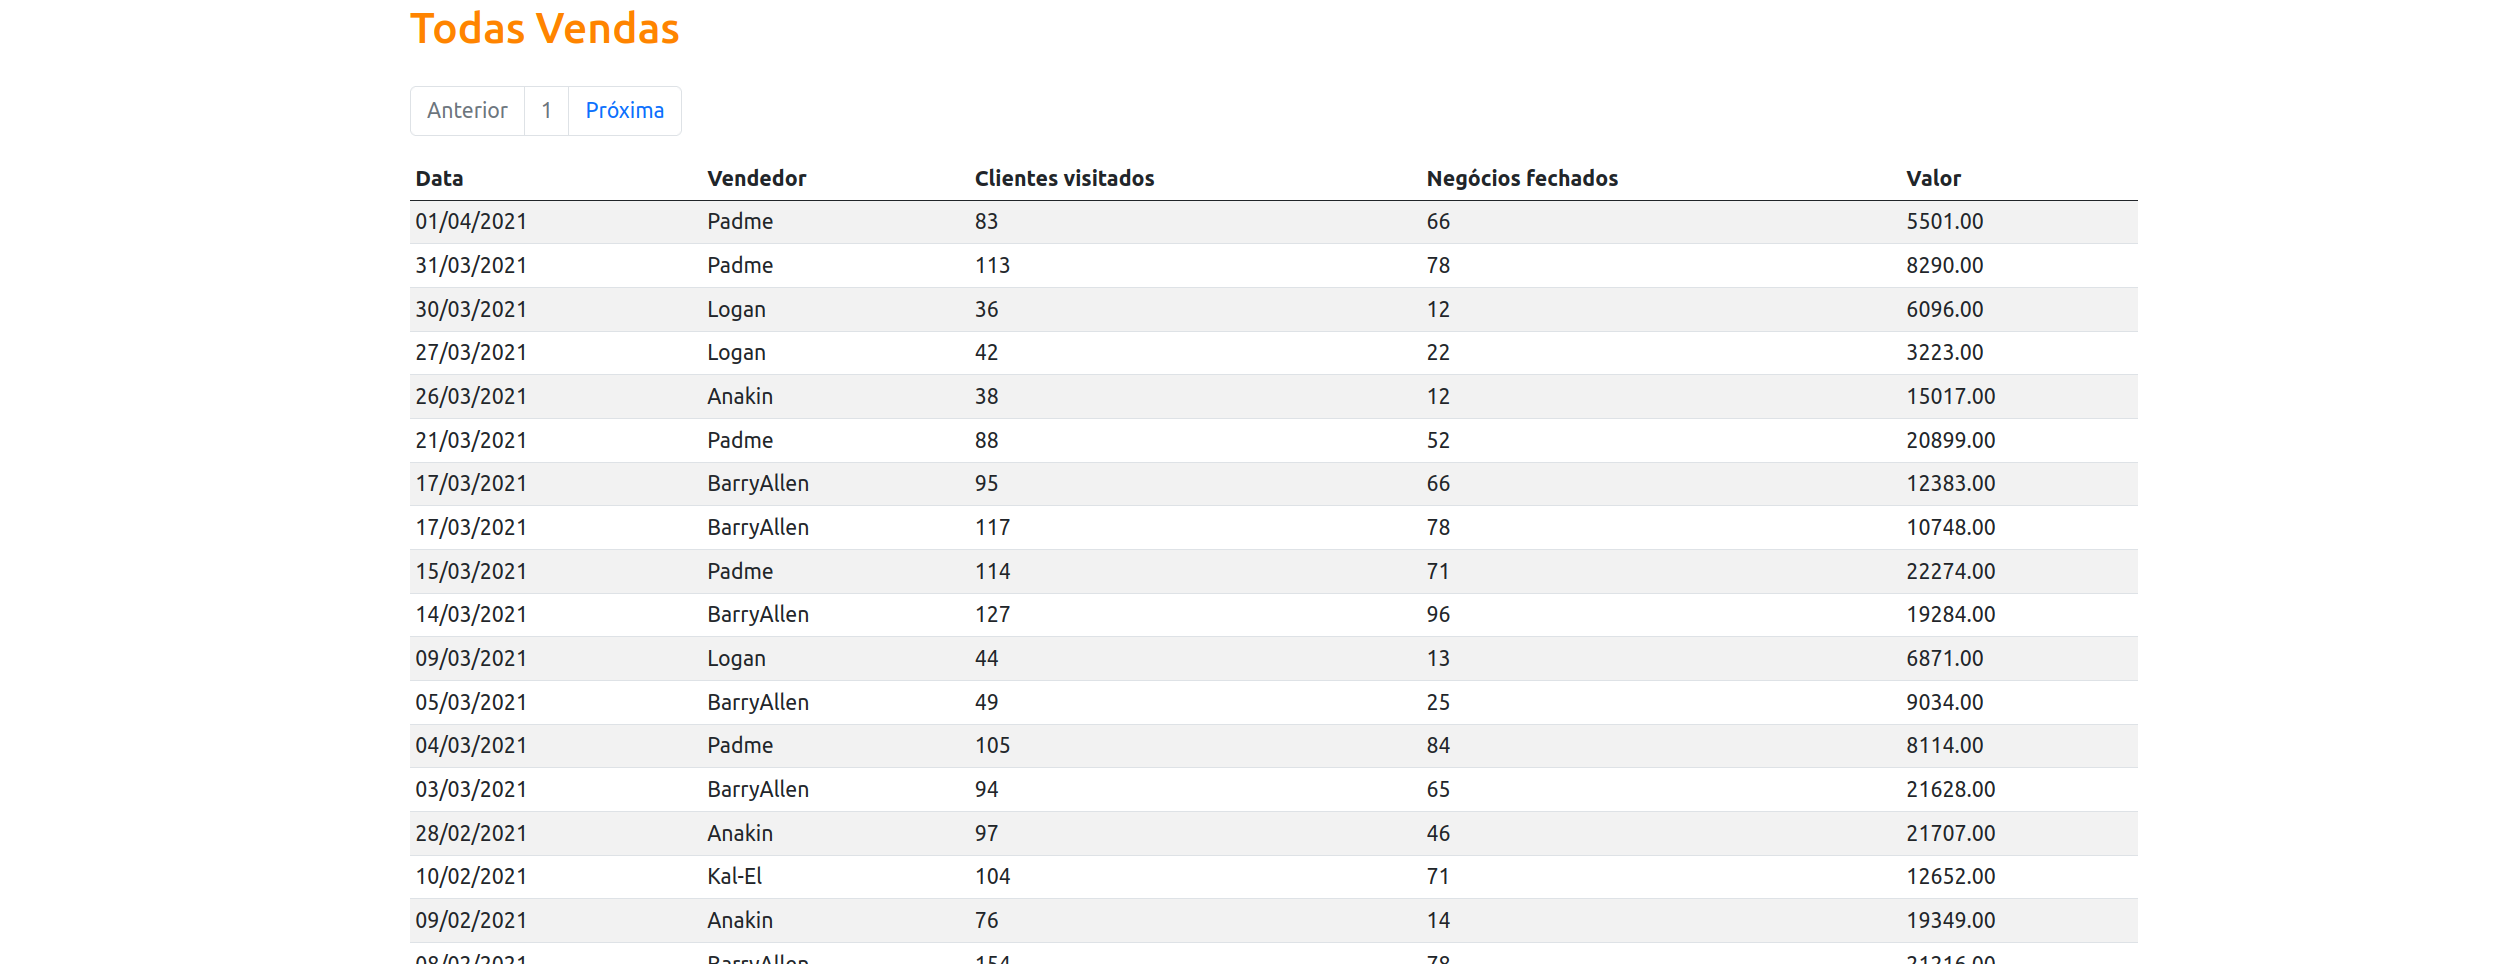 Todas Vendas
Anterior 1 Próxima
Data Vendedor Clientes visitados Negócios fechados Valor
01/04/2021 Padme 83 66 5501.00
31/03/2021 Padme 113 78 8290.00
30/03/2021 Logan 36 12 6096.00
27/03/2021 Logan 42 22 3223.00
26/03/2021 Anakin 38 12 15017.00
21/03/2021 Padme 88 52 20899.00
17/03/2021 BarryAllen 95 66 12383.00
17/03/2021 BarryAllen 117 78 10748.00
15/03/2021 Padme 114 71 22274.00
14/03/2021 BarryAllen 127 96 19284.00
09/03/2021 Logan 44 13 6871.00
05/03/2021 BarryAllen 49 25 9034.00
04/03/2021 Padme 105 84 8114.00
03/03/2021 BarryAllen 94 65 21628.00
28/02/2021 Anakin 97 46 21707.00
10/02/2021 Kal-El 104 71 12652.00
09/02/2021 Anakin 76 14 19349.00
BarryAllen